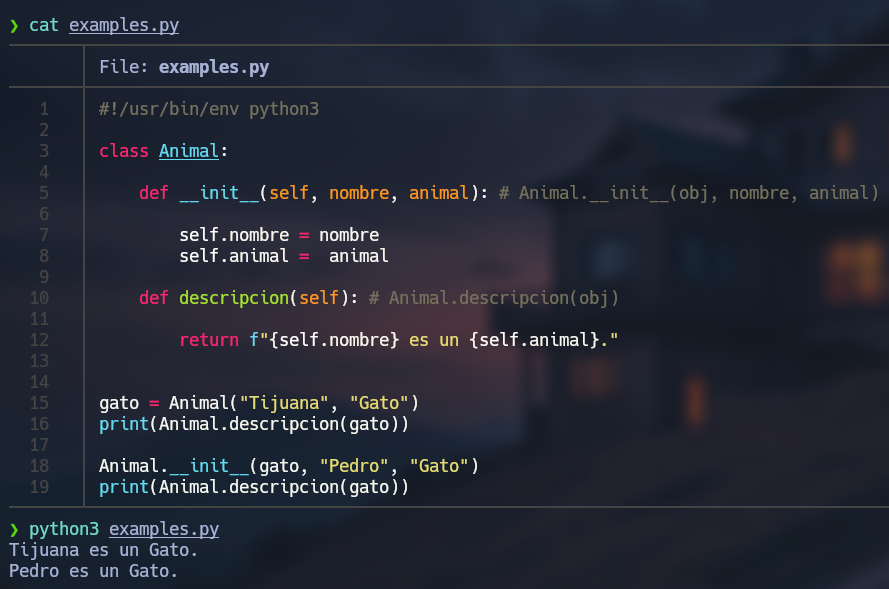 ❯ cat examples.py
File: examples.py
1 #!/usr/bin/env python3
2
3 class Animal:
4
5     def __init__(self, nombre, animal): # Animal.__init__(obj, nombre, animal)
6
7         self.nombre = nombre
8         self.animal =  animal
9
10     def descripcion(self): # Animal.descripcion(obj)
11
12         return f"{self.nombre} es un {self.animal}."
13
14
15 gato = Animal("Tijuana", "Gato")
16 print(Animal.descripcion(gato))
17
18 Animal.__init__(gato, "Pedro", "Gato")
19 print(Animal.descripcion(gato))
❯ python3 examples.py
Tijuana es un Gato.
Pedro es un Gato.